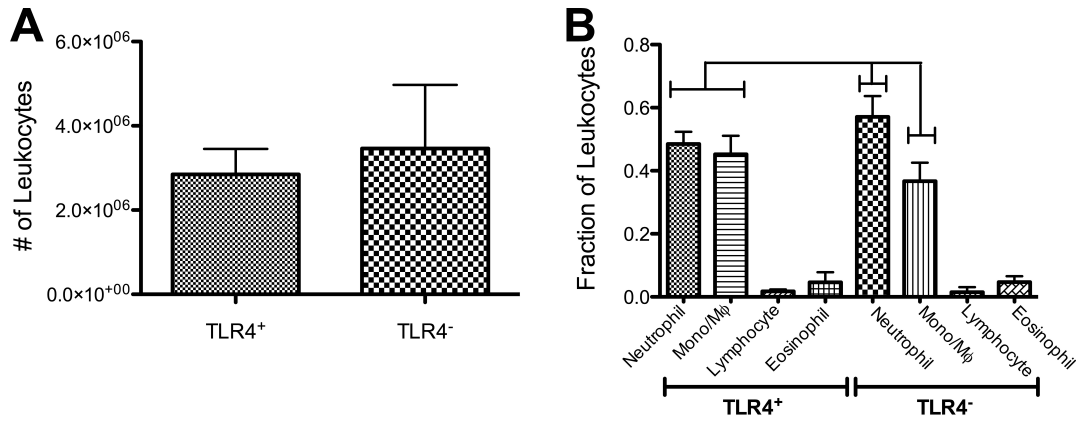 A
# of Leukocytes
6.0×10⁰⁶
4.0×10⁰⁶
2.0×10⁰⁶
0.0×10⁺⁰⁰
TLR4⁺
TLR4⁻
B
Fraction of Leukocytes
0.8
0.6
0.4
0.2
0.0
Neutrophil
Mono/Mϕ
Lymphocyte
Eosinophil
Neutrophil
Mono/Mϕ
Lymphocyte
Eosinophil
TLR4⁺
TLR4⁻